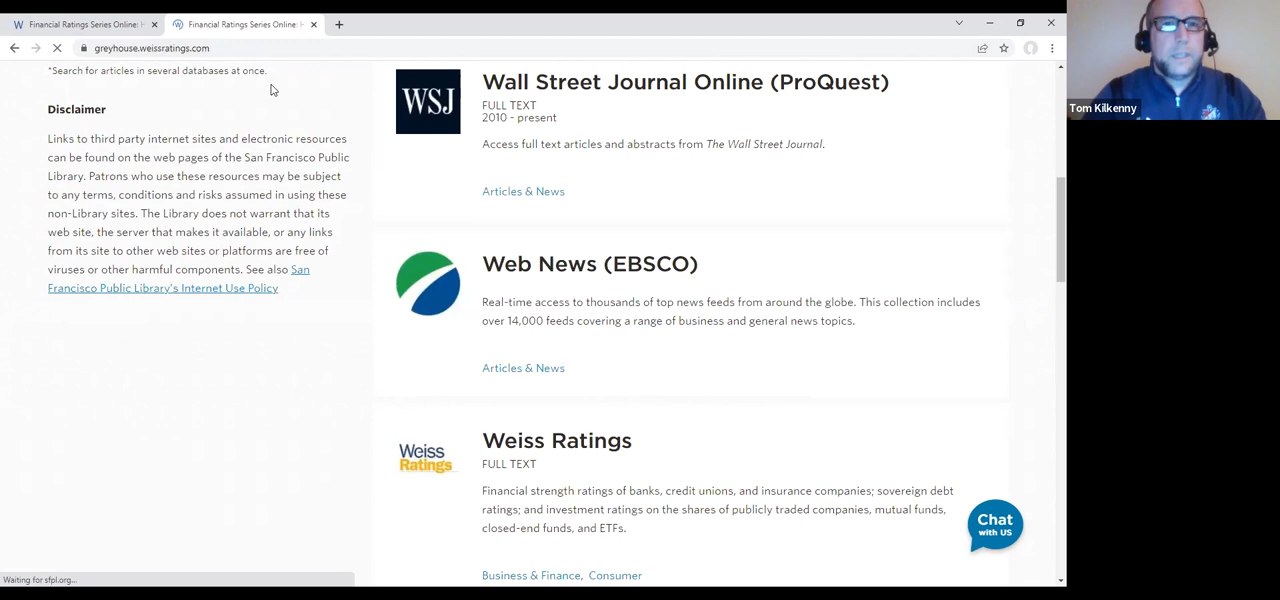 Financial Ratings Series Online: H
Financial Ratings Series Online: H
greyhouse.weissratings.com
*Search for articles in several databases at once.
Disclaimer
Links to third party internet sites and electronic resources
can be found on the web pages of the San Francisco Public
Library. Patrons who use these resources may be subject
to any terms, conditions and risks assumed in using these
non-Library sites. The Library does not warrant that its
web site, the server that makes it available, or any links
from its site to other web sites or platforms are free of
viruses or other harmful components. See also San
Francisco Public Library's Internet Use Policy
WSJ
Wall Street Journal Online (ProQuest)
FULL TEXT
2010 - present
Access full text articles and abstracts from The Wall Street Journal.
Articles & News
Web News (EBSCO)
Real-time access to thousands of top news feeds from around the globe. This collection includes
over 14,000 feeds covering a range of business and general news topics.
Articles & News
Weiss
Ratings
Weiss Ratings
FULL TEXT
Financial strength ratings of banks, credit unions, and insurance companies; sovereign debt
ratings; and investment ratings on the shares of publicly traded companies, mutual funds,
closed-end funds, and ETFs.
Business & Finance, Consumer
Chat
with US
Waiting for sfpl.org...
Tom Kilkenny